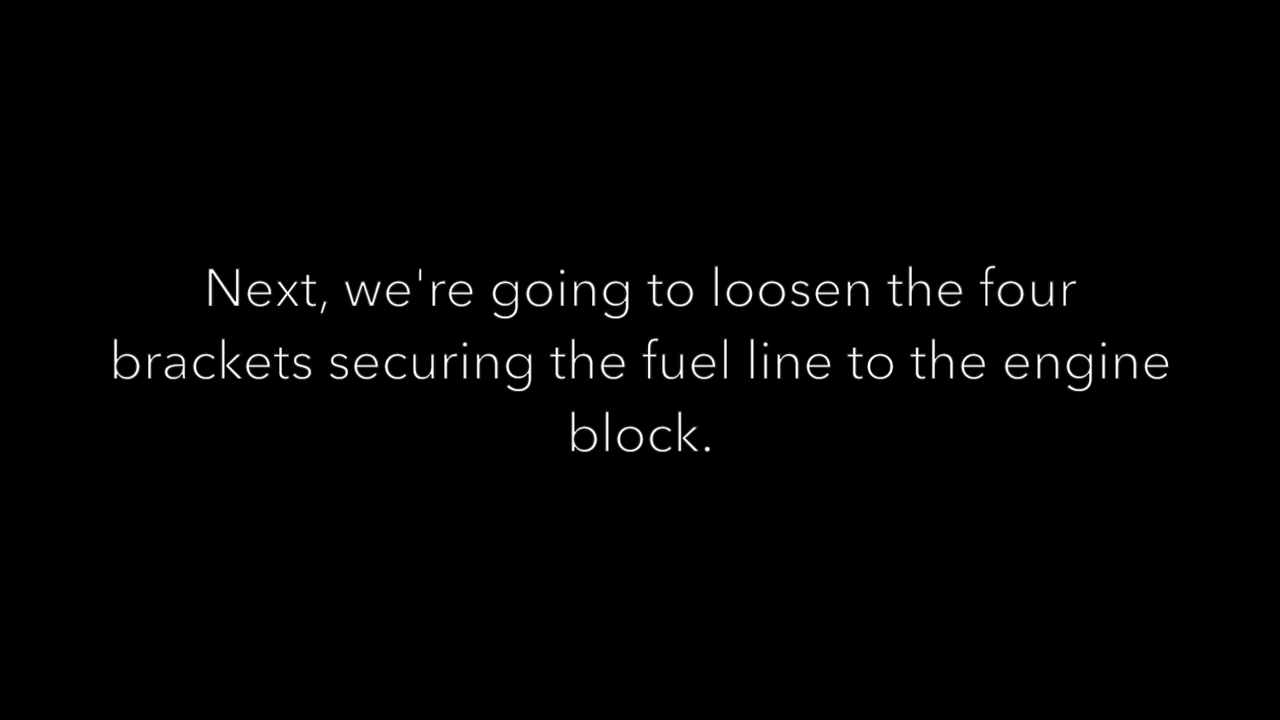 Next, we're going to loosen the four
brackets securing the fuel line to the engine
block.